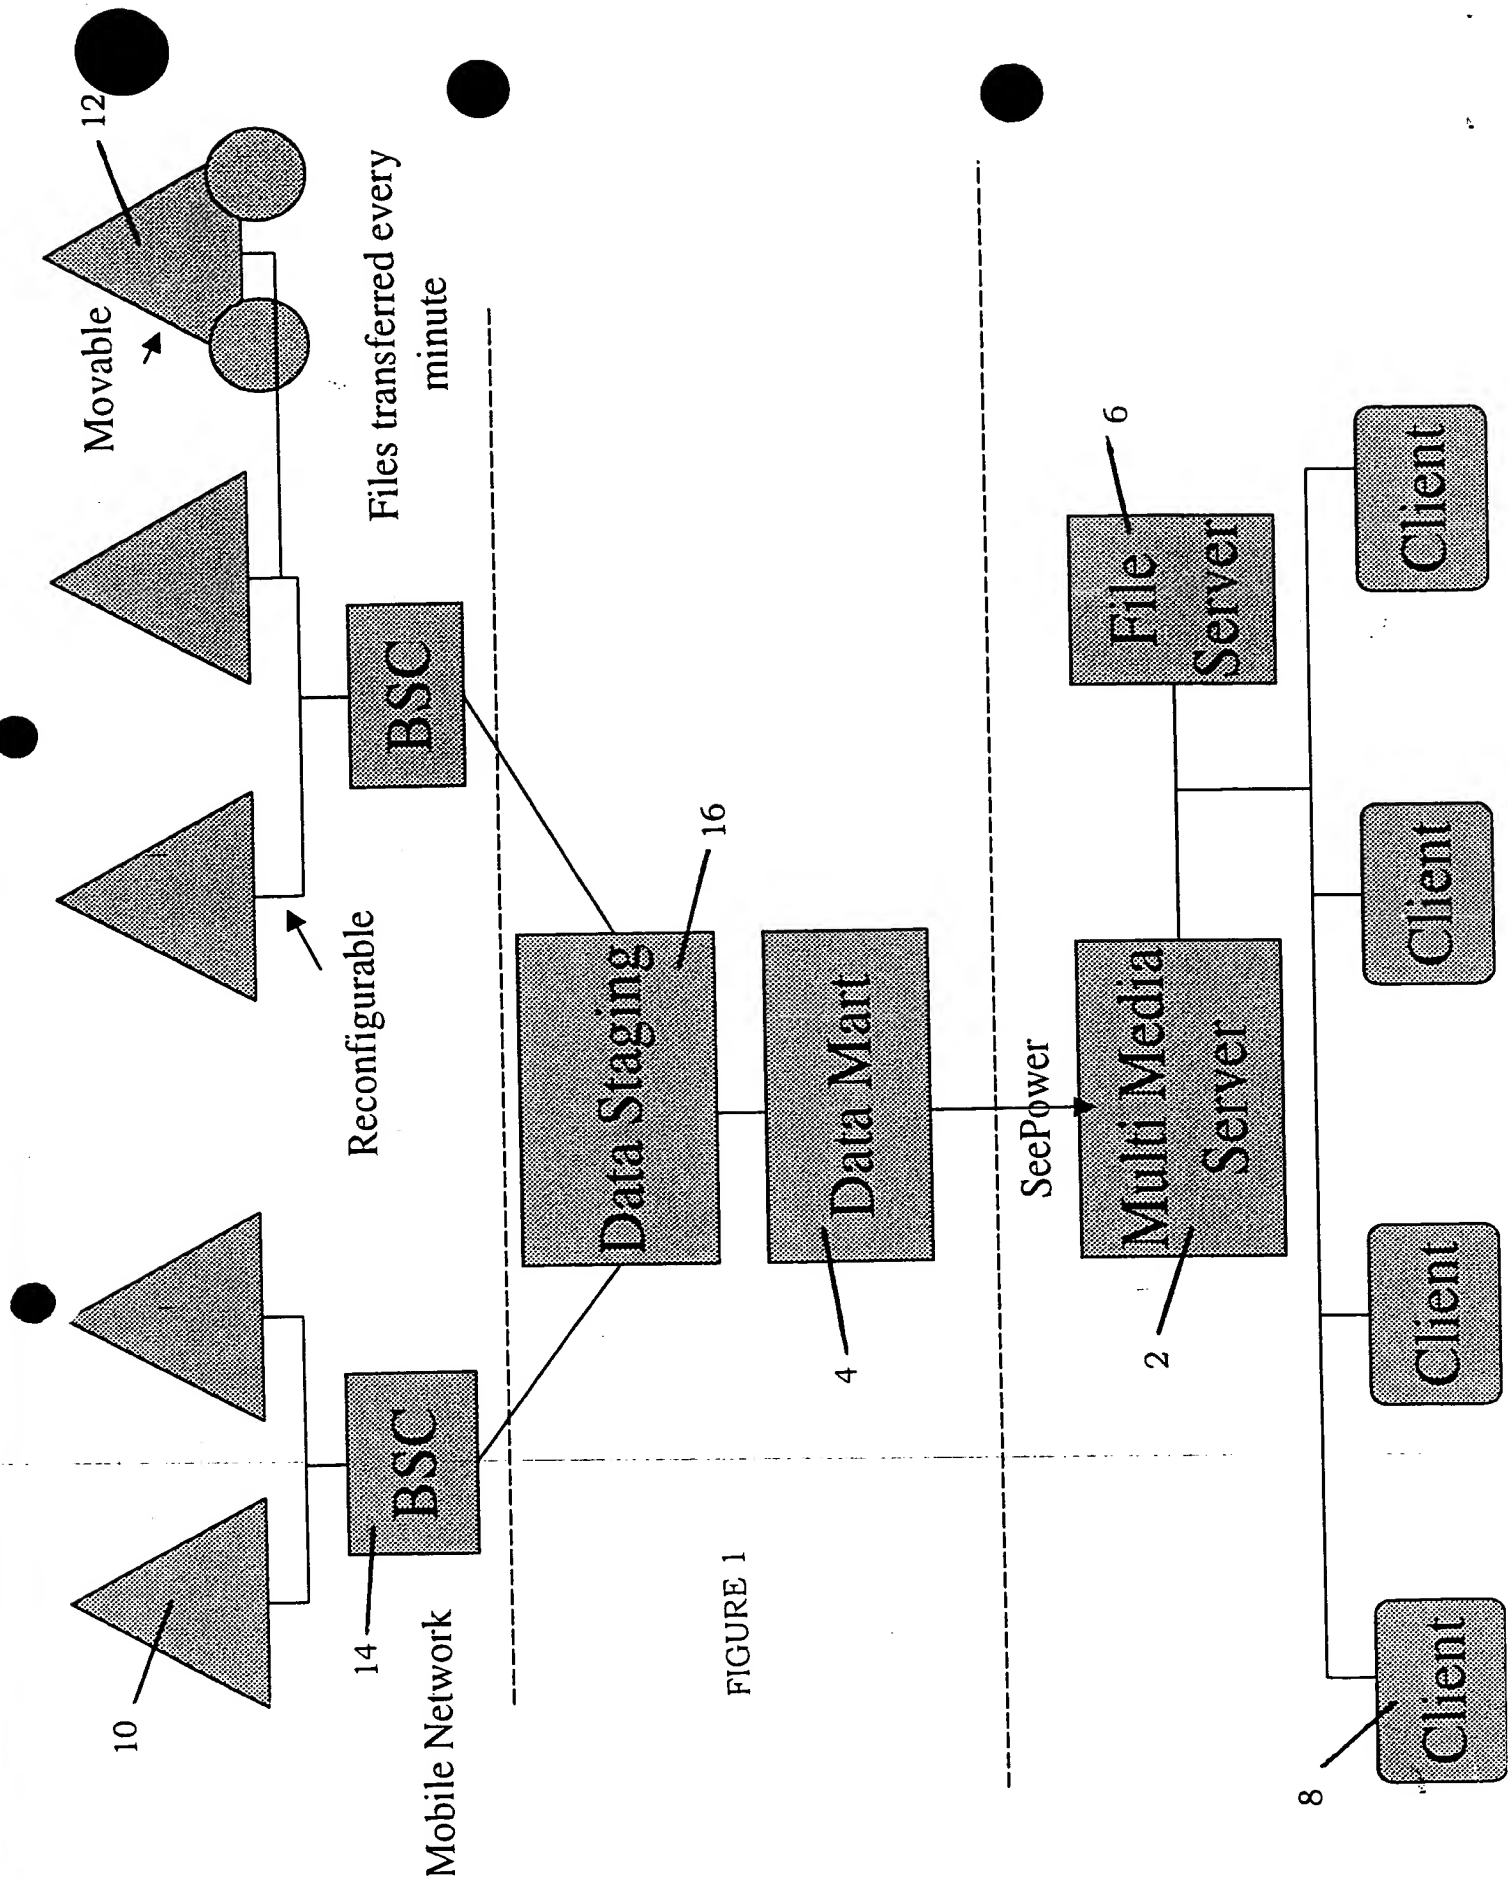 10
12
Movable
Reconfigurable
Files transferred every
minute
14
BSC
BSC
Mobile Network
Data Staging
16
Data Mart
4
FIGURE 1
SeePower
Multi Media
Server
2
File
Server
6
8
Client
Client
Client
Client